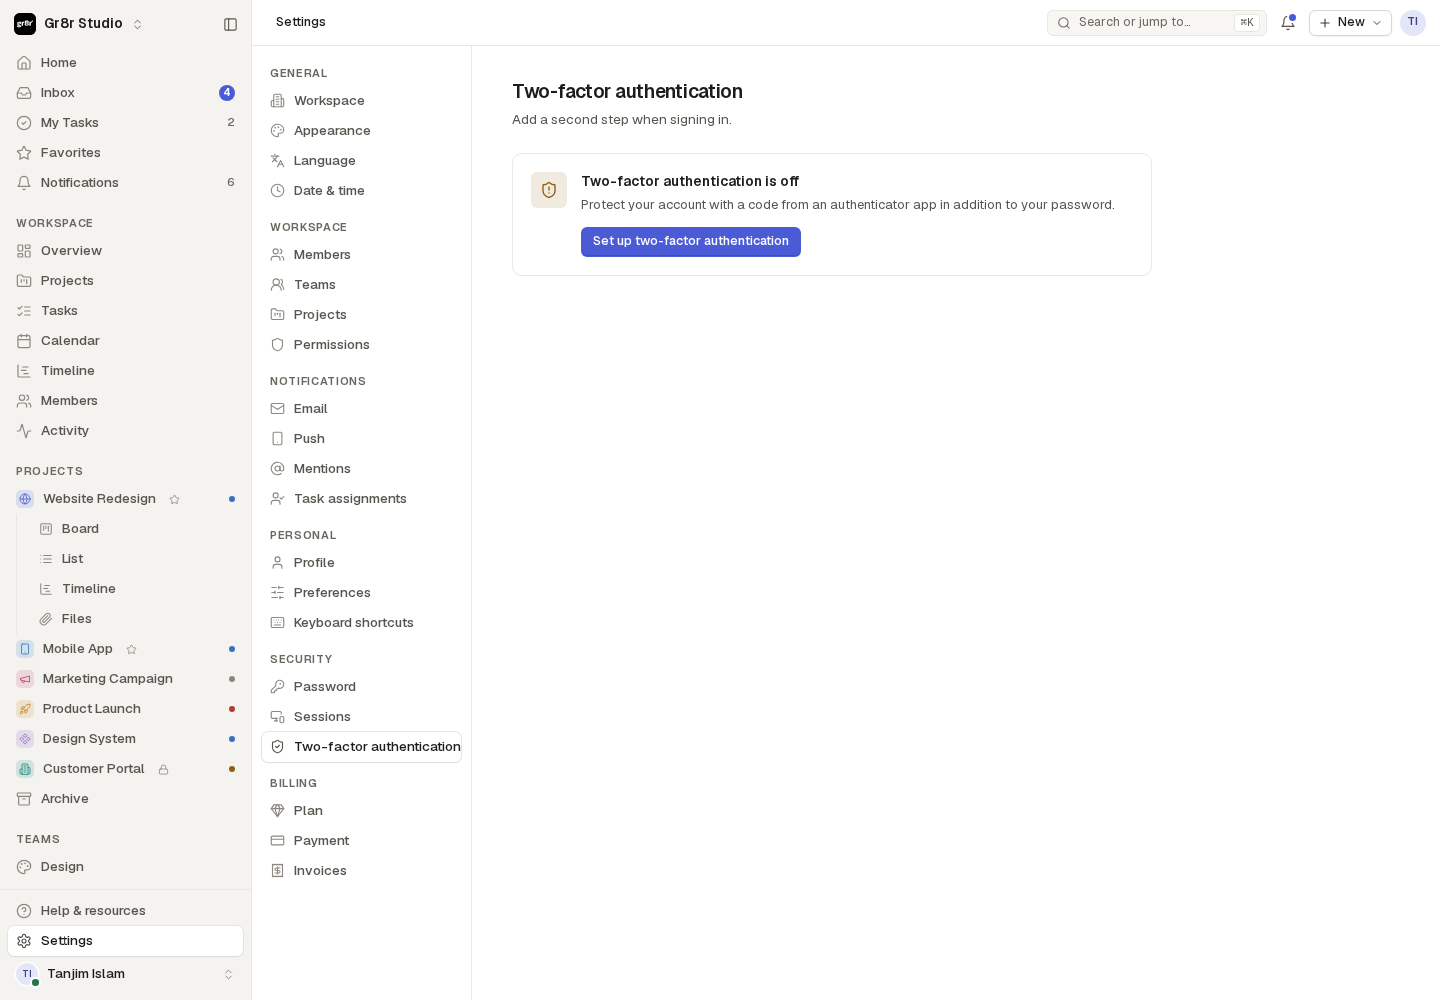 gr8r
Gr8r Studio
Home
Inbox 4
My Tasks 2
Favorites
Notifications 6
WORKSPACE
Overview
Projects
Tasks
Calendar
Timeline
Members
Activity
PROJECTS
Website Redesign
Board
List
Timeline
Files
Mobile App
Marketing Campaign
Product Launch
Design System
Customer Portal
Archive
TEAMS
Design
Help & resources
Settings
TI Tanjim Islam
Settings
Search or jump to... ⌘K
New
TI
GENERAL
Workspace
Appearance
Language
Date & time
WORKSPACE
Members
Teams
Projects
Permissions
NOTIFICATIONS
Email
Push
Mentions
Task assignments
PERSONAL
Profile
Preferences
Keyboard shortcuts
SECURITY
Password
Sessions
Two-factor authentication
BILLING
Plan
Payment
Invoices
Two-factor authentication
Add a second step when signing in.
Two-factor authentication is off
Protect your account with a code from an authenticator app in addition to your password.
Set up two-factor authentication